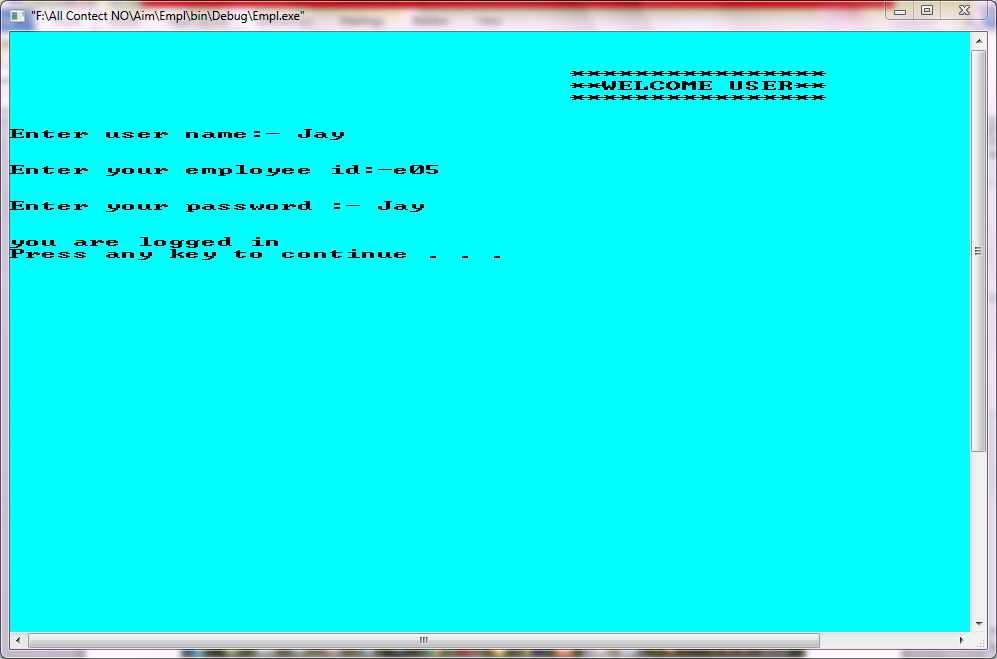 "F:\All Contect NO\Aim\Empl\bin\Debug\Empl.exe"
****************
**WELCOME USER**
****************
Enter user name:- Jay
Enter your employee id:-e05
Enter your password :- Jay
you are logged in
Press any key to continue . . .